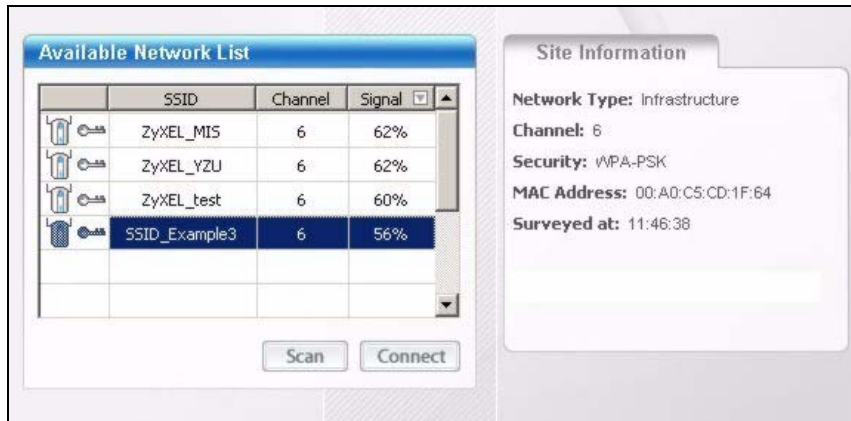 Available Network List
SSID Channel Signal
ZyXEL_MIS 6 62%
ZyXEL_YZU 6 62%
ZyXEL_test 6 60%
SSID_Example3 6 56%
Scan Connect
Site Information
Network Type: Infrastructure
Channel: 6
Security: WPA-PSK
MAC Address: 00:A0:C5:CD:1F:64
Surveyed at: 11:46:38